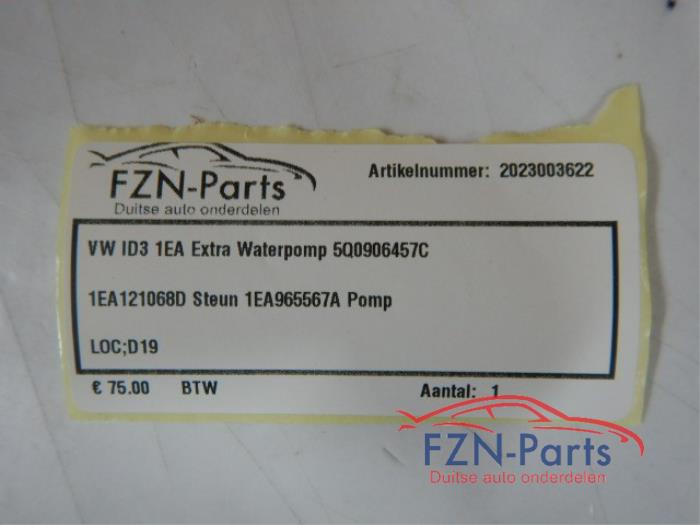 FZN-Parts
Duitse auto onderdelen
Artikelnummer: 2023003622
VW ID3 1EA Extra Waterpomp 5Q0906457C
1EA121068D Steun 1EA965567A Pomp
LOC;D19
€ 75.00 BTW Aantal: 1
FZN-Parts
Duitse auto onderdelen